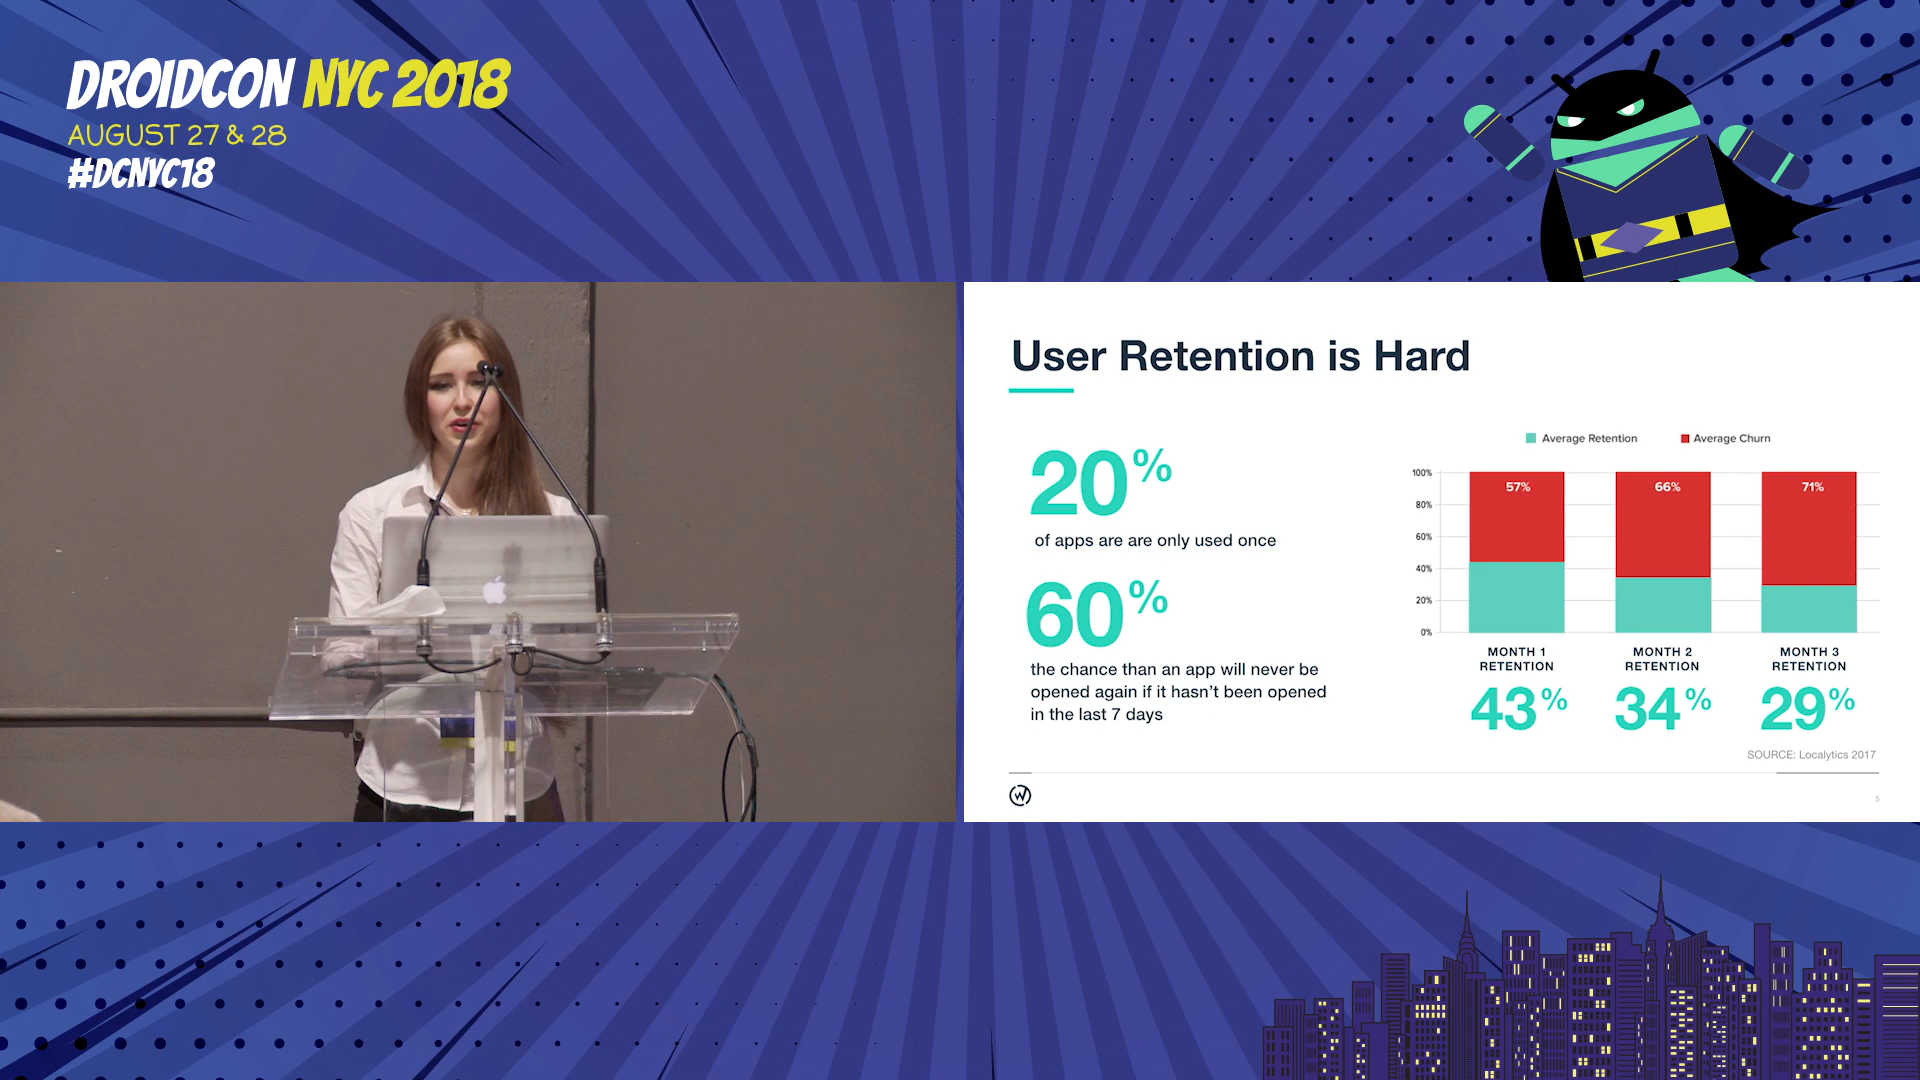 DROIDCON NYC 2018
AUGUST 27 & 28
#DCNYC18
User Retention is Hard
20%
of apps are are only used once
60%
the chance than an app will never be
opened again if it hasn't been opened
in the last 7 days
Average Retention
Average Churn
100%
80%
60%
40%
20%
0%
57%
66%
71%
MONTH 1
RETENTION
43%
MONTH 2
RETENTION
34%
MONTH 3
RETENTION
29%
SOURCE: Localytics 2017
5